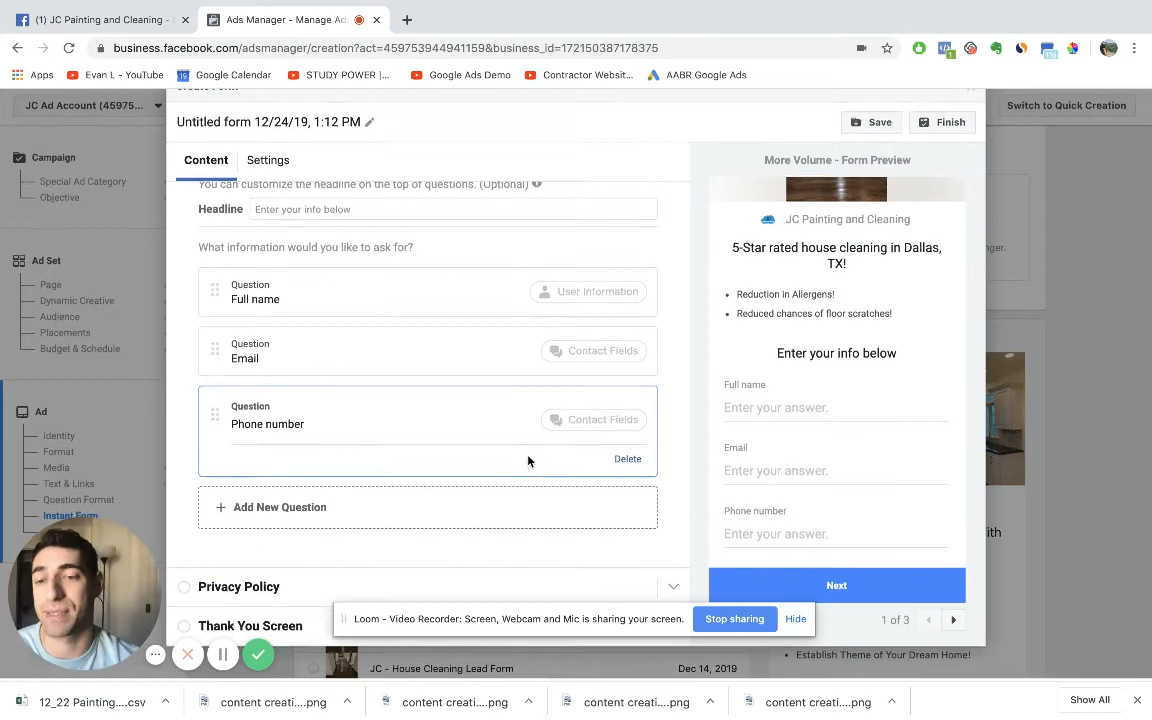 (1) JC Painting and Cleaning -
Ads Manager - Manage Ads
business.facebook.com/adsmanager/creation?act=459753944941159&business_id=172150387178375
Apps
Evan L - YouTube
Google Calendar
STUDY POWER |...
Google Ads Demo
Contractor Websit...
AABR Google Ads
JC Ad Account (45975...
Switch to Quick Creation
Untitled form 12/24/19, 1:12 PM
Save
Finish
Content
Settings
You can customize the headline on the top of questions. (Optional)
Headline
Enter your info below
What information would you like to ask for?
Question
Full name
User Information
Question
Email
Contact Fields
Question
Phone number
Contact Fields
Delete
+ Add New Question
Privacy Policy
Thank You Screen
Campaign
Special Ad Category
Objective
Ad Set
Page
Dynamic Creative
Audience
Placements
Budget & Schedule
Ad
Identity
Format
Media
Text & Links
Question Format
Instant Form
More Volume - Form Preview
JC Painting and Cleaning
5-Star rated house cleaning in Dallas,
TX!
Reduction in Allergens!
Reduced chances of floor scratches!
Enter your info below
Full name
Enter your answer.
Email
Enter your answer.
Phone number
Enter your answer.
Next
1 of 3
Loom - Video Recorder: Screen, Webcam and Mic is sharing your screen.
Stop sharing
Hide
JC - House Cleaning Lead Form
Dec 14, 2019
Establish Theme of Your Dream Home!
12_22 Painting....csv
content creati....png
content creati....png
content creati....png
content creati....png
Show All